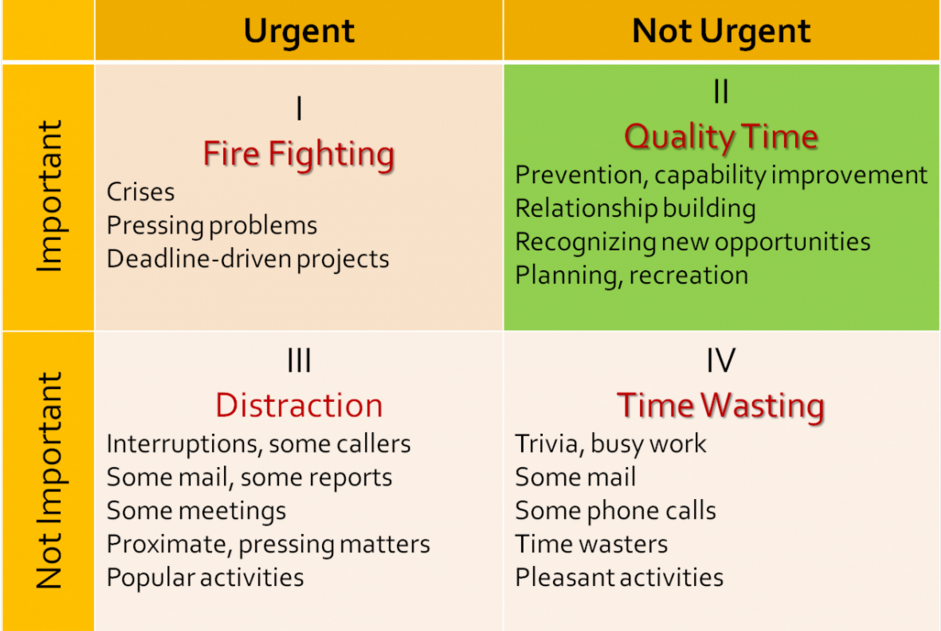 Urgent
Not Urgent
Important
I
Fire Fighting
Crises
Pressing problems
Deadline-driven projects
II
Quality Time
Prevention, capability improvement
Relationship building
Recognizing new opportunities
Planning, recreation
Not Important
III
Distraction
Interruptions, some callers
Some mail, some reports
Some meetings
Proximate, pressing matters
Popular activities
IV
Time Wasting
Trivia, busy work
Some mail
Some phone calls
Time wasters
Pleasant activities